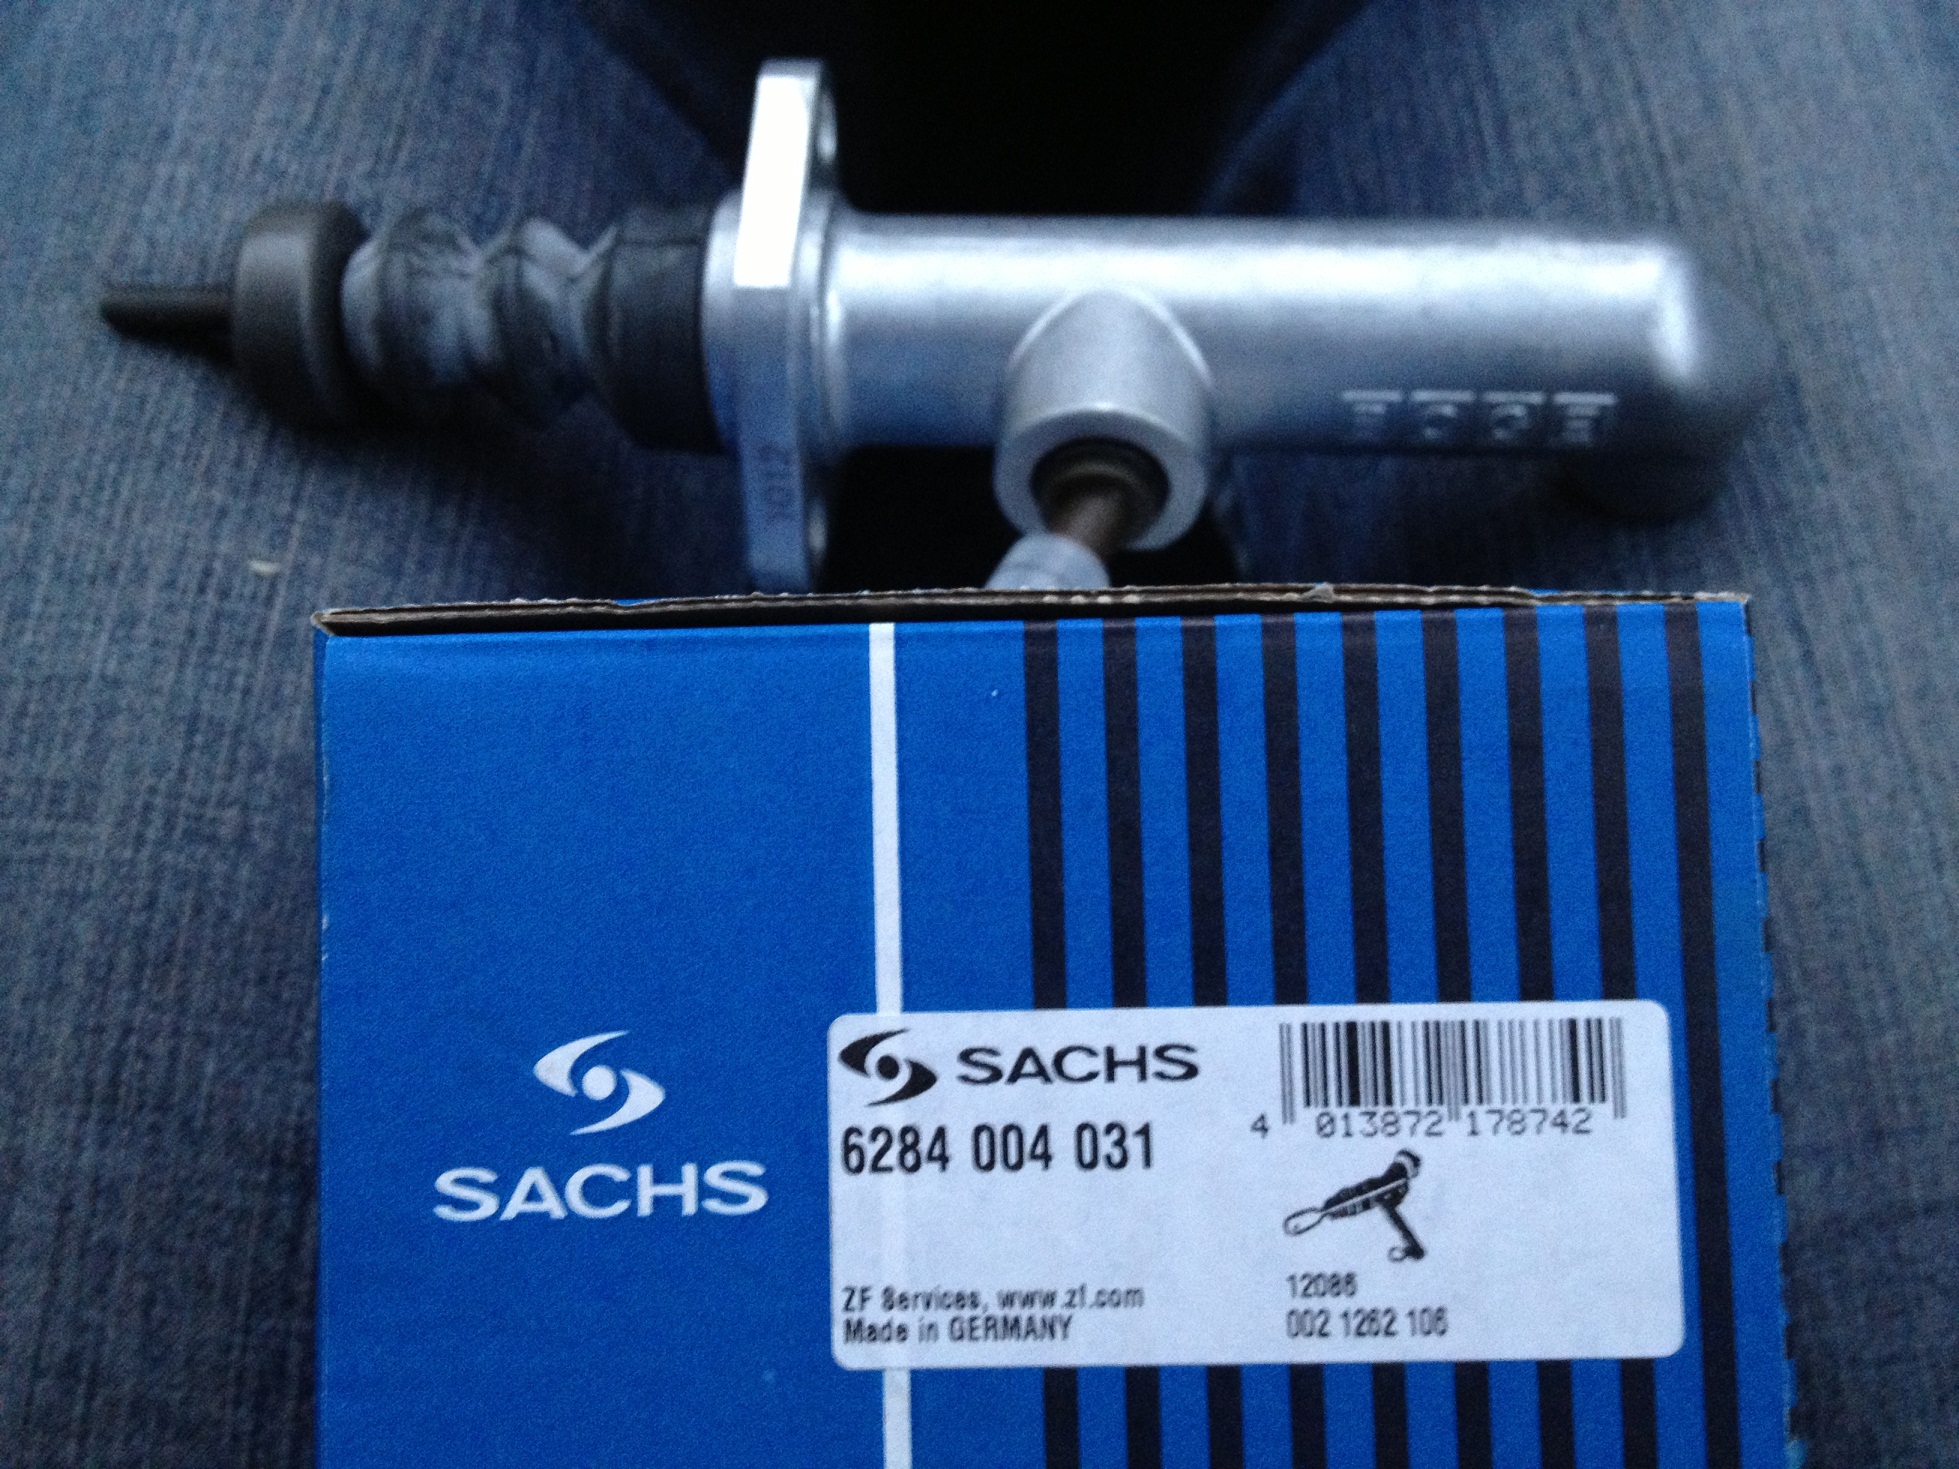 SACHS
SACHS
6284 004 031
4 013872 178742
ZF Services, www.zf.com
Made in GERMANY
12086
002 1262 106